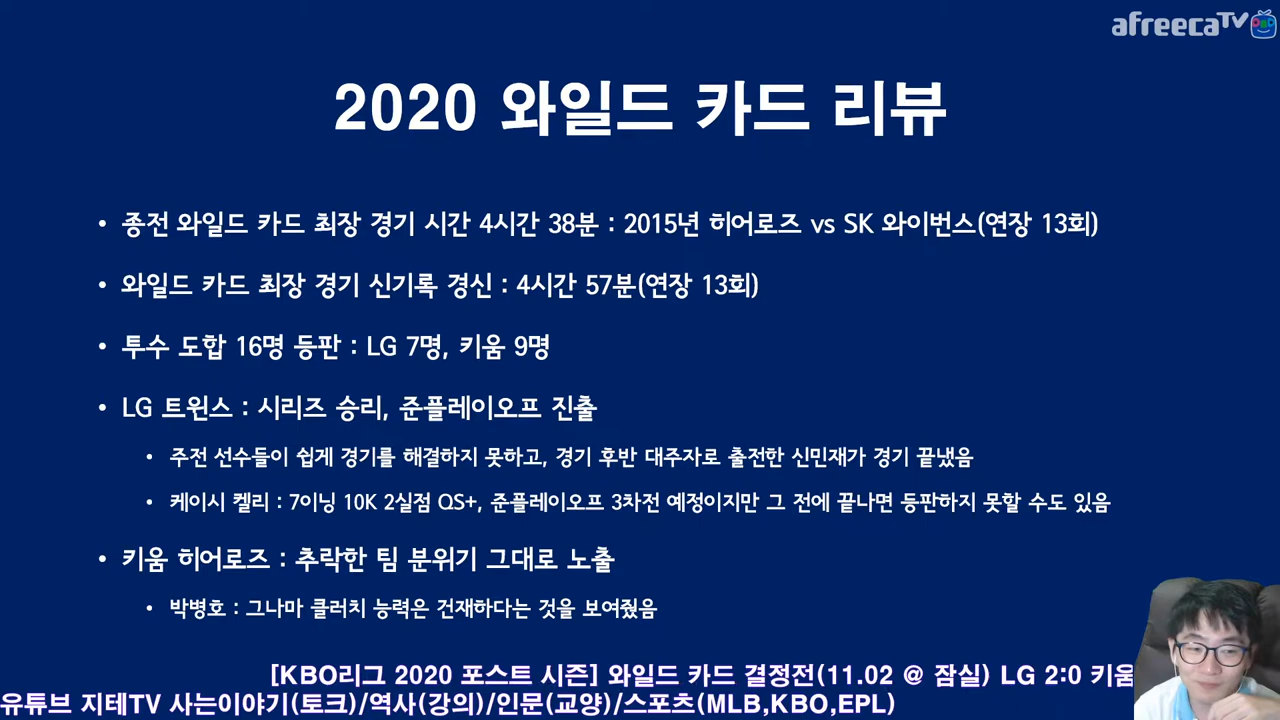 afreecaTV
2020 와일드 카드 리뷰
• 종전 와일드 카드 최장 경기 시간 4시간 38분 : 2015년 히어로즈 vs SK 와이번스(연장 13회)
• 와일드 카드 최장 경기 신기록 경신 : 4시간 57분(연장 13회)
• 투수 도합 16명 등판 : LG 7명, 키움 9명
• LG 트윈스 : 시리즈 승리, 준플레이오프 진출
• 주전 선수들이 쉽게 경기를 해결하지 못하고, 경기 후반 대주자로 출전한 신민재가 경기 끝냈음
• 케이시 켈리 : 7이닝 10K 2실점 QS+, 준플레이오프 3차전 예정이지만 그 전에 끝나면 등판하지 못할 수도 있음
• 키움 히어로즈 : 추락한 팀 분위기 그대로 노출
• 박병호 : 그나마 클러치 능력은 건재하다는 것을 보여줬음
[KBO리그 2020 포스트 시즌] 와일드 카드 결정전(11.02 @ 잠실) LG 2:0 키움
유튜브 지테TV 사는이야기(토크)/역사(강의)/인문(교양)/스포츠(MLB,KBO,EPL)